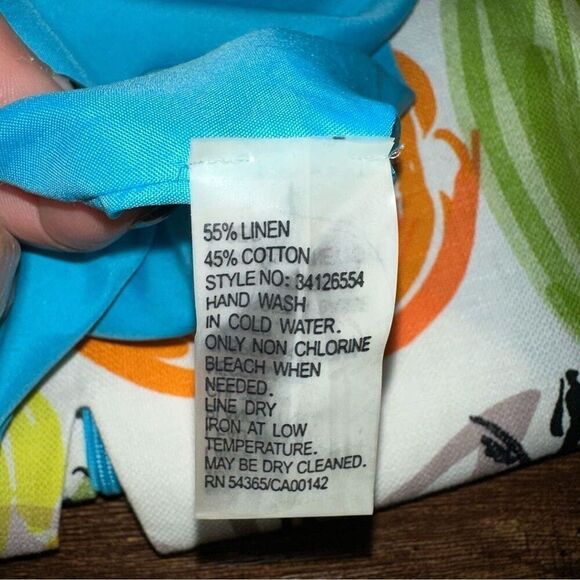 55% LINEN
45% COTTON
STYLE NO: 34126554
HAND WASH
IN COLD WATER.
ONLY NON CHLORINE
BLEACH WHEN
NEEDED.
LINE DRY
IRON AT LOW
TEMPERATURE.
MAY BE DRY CLEANED.
RN 54365/CA00142